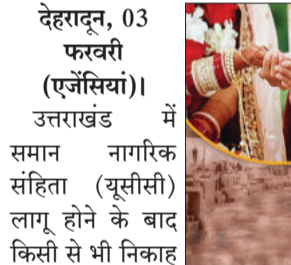 देहरादून, 03
फरवरी
(एजेंसियां)।
उत्तराखंड में
समान नागरिक
संहिता (यूसीसी)
लागू होने के बाद
किसी से भी निकाह